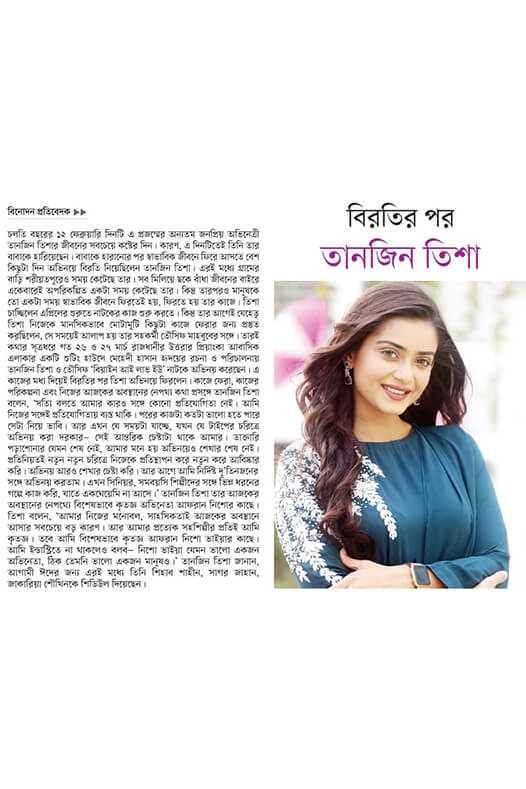 বিনোদন প্রতিবেদক
বিরতির পর
তানজিন তিশা
চলতি বছরের ১২ ফেব্রুয়ারি দিনটি এ প্রজন্মের অন্যতম জনপ্রিয় অভিনেত্রী
তানজিন তিশার জীবনের সবচেয়ে কষ্টের দিন। কারণ, এ দিনটিতেই তিনি তার
বাবাকে হারিয়েছেন। বাবাকে হারানোর পর স্বাভাবিক জীবনে ফিরে আসতে বেশ
কিছুটা দিন অভিনয়ে বিরতি নিয়েছিলেন তানজিন তিশা। এরই মধ্যে গ্রামের
বাড়ি শরীয়তপুরেও সময় কেটেছে তার। সব মিলিয়ে ছকে বাঁধা জীবনের বাইরে
একেবারেই অপরিকল্পিত একটা সময় কেটেছে তার। কিন্তু তারপরও মানুষকে
তো একটা সময় স্বাভাবিক জীবনে ফিরতেই হয়, ফিরতে হয় তার কাজে। তিশা
চাচ্ছিলেন এপ্রিলের শুরুতে নাটকের কাজ শুরু করতে। কিন্তু তার আগেই যেহেতু
তিশা নিজেকে মানসিকভাবে মোটামুটি কিছুটা কাজে ফেরার জন্য প্রস্তুত
করছিলেন, সে সময়েই আলাপ হয় তার সহকর্মী তৌসিফ মাহবুবের সঙ্গে। তারই
কথার সূত্রধরে গত ২৬ ও ২৭ মার্চ রাজধানীর উত্তরার প্রিয়াংকা আবাসিক
এলাকার একটি শুটিং হাউসে মেহেদী হাসান হৃদয়ের রচনা ও পরিচালনায়
তানজিন তিশা ও তৌসিফ 'বিয়াইন আই লাভ ইউ' নাটকে অভিনয় করেছেন। এ
কাজের মধ্য দিয়েই বিরতির পর তিশা অভিনয়ে ফিরলেন। কাজে ফেরা, কাজের
পরিকল্পনা এবং নিজের আজকের অবস্থানের নেপথ্য কথা প্রসঙ্গে তানজিন তিশা
বলেন, 'সত্যি বলতে আমার কারও সঙ্গে কোনো প্রতিযোগিতা নেই। আমি
নিজের সঙ্গেই প্রতিযোগিতায় ব্যস্ত থাকি। পরের কাজটা কতটা ভালো হতে পারে
সেটা নিয়ে ভাবি। আর এখন যে সময়টা যাচ্ছে, যখন যে টাইপের চরিত্রে
অভিনয় করা দরকার– সেই আন্তরিক চেষ্টাটা থাকে আমার। ডাক্তারি
পড়াশোনার যেমন শেষ নেই, আমার মনে হয় অভিনয়েও শেখার শেষ নেই।
প্রতিনিয়তই নতুন নতুন চরিত্রে নিজেকে প্রতিস্থাপন করে নতুন করে আবিষ্কার
করি। অভিনয় আরও শেখার চেষ্টা করি। আর আগে আমি নির্দিষ্ট দু'তিনজনের
সঙ্গে অভিনয় করতাম। এখন সিনিয়র, সমবয়সি শিল্পীদের সঙ্গে ভিন্ন ধরনের
গল্পে কাজ করি, যাতে একঘেয়েমি না আসে।' তানজিন তিশা তার আজকের
অবস্থানের নেপথ্যে বিশেষভাবে কৃতজ্ঞ অভিনেতা আফরান নিশোর কাছে।
তিশা বলেন, 'আমার নিজের মনোবল, সাহসিকতাই আজকের অবস্থানে
আসার সবচেয়ে বড় কারণ। আর আমার প্রত্যেক সহশিল্পীর প্রতিই আমি
কৃতজ্ঞ। তবে আমি বিশেষভাবে কৃতজ্ঞ আফরান নিশো ভাইয়ার কাছে।
আমি ইন্ডাস্ট্রিতে না থাকলেও বলব– নিশো ভাইয়া যেমন ভালো একজন
অভিনেতা, ঠিক তেমনি ভালো একজন মানুষও।' তানজিন তিশা জানান,
আগামী ঈদের জন্য এরই মধ্যে তিনি শিহাব শাহীন, সাগর জাহান,
জাকারিয়া শৌখিনকে শিডিউল দিয়েছেন।